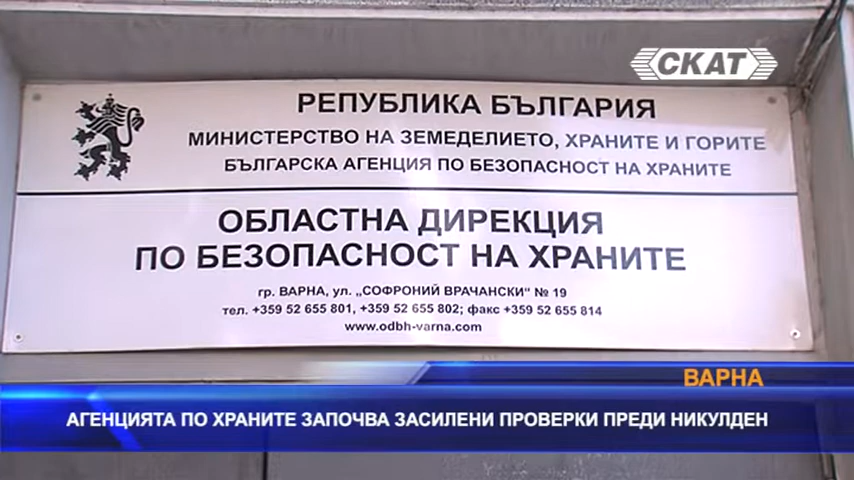 СКАТ
РЕПУБЛИКА БЪЛГАРИЯ
МИНИСТЕРСТВО НА ЗЕМЕДЕЛИЕТО, ХРАНИТЕ И ГОРИТЕ
БЪЛГАРСКА АГЕНЦИЯ ПО БЕЗОПАСНОСТ НА ХРАНИТЕ
ОБЛАСТНА ДИРЕКЦИЯ
ПО БЕЗОПАСНОСТ НА ХРАНИТЕ
гр. ВАРНА, ул. „СОФРОНИЙ ВРАЧАНСКИ“ № 19
тел. +359 52 655 801, +359 52 655 802; факс +359 52 655 814
www.odbh-varna.com
ВАРНА
АГЕНЦИЯТА ПО ХРАНИТЕ ЗАПОЧВА ЗАСИЛЕНИ ПРОВЕРКИ ПРЕДИ НИКУЛДЕН